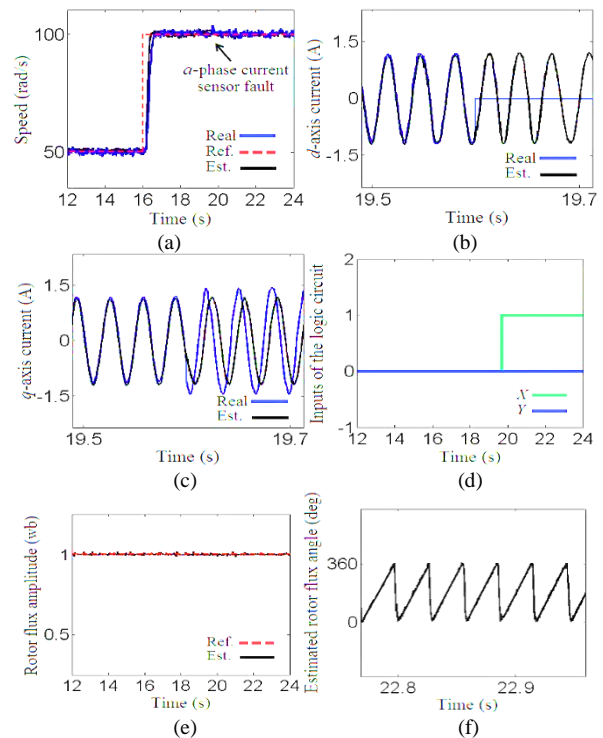 100
50
Speed (rad/s)
a-phase current
sensor fault
Real
Ref.
Est.
12 14 16 18 20 22 24
Time (s)
(a)
1.5
0
-1.5
d-axis current (A)
Real
Est.
19.5 19.7
Time (s)
(b)
1.5
0
-1.5
q-axis current (A)
Real
Est.
19.5 19.7
Time (s)
(c)
2
1
0
-1
Inputs of the logic circuit
X
Y
12 14 16 18 20 22 24
Time (s)
(d)
1
0.5
Rotor flux amplitude (wb)
Ref.
Est.
12 14 16 18 20 22 24
Time (s)
(e)
360
0
Estimated rotor flux angle (deg)
22.8 22.9
Time (s)
(f)